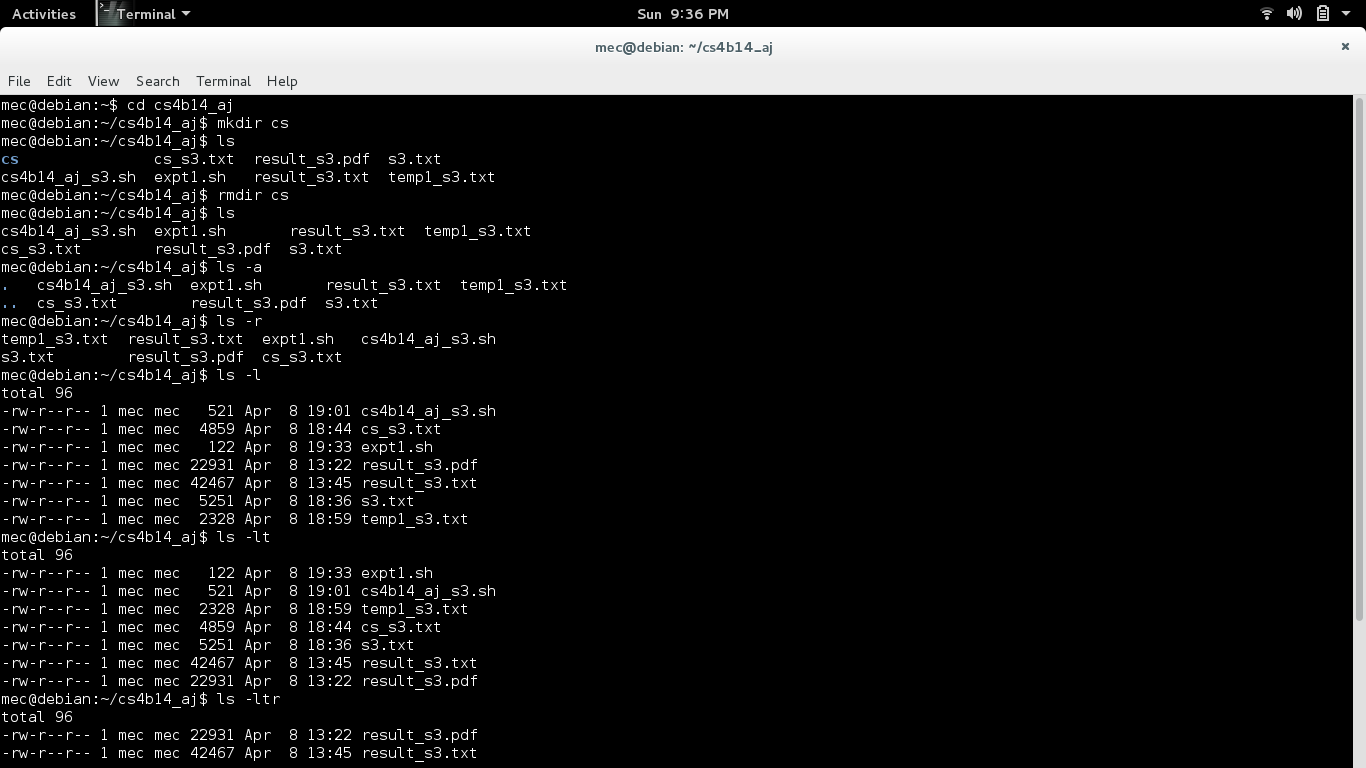 Activities Terminal Sun 9:36 PM
mec@debian: ~/cs4b14_aj ×
File Edit View Search Terminal Help
mec@debian:~$ cd cs4b14_aj
mec@debian:~/cs4b14_aj$ mkdir cs
mec@debian:~/cs4b14_aj$ ls
cs               cs_s3.txt  result_s3.pdf  s3.txt
cs4b14_aj_s3.sh  expt1.sh   result_s3.txt  temp1_s3.txt
mec@debian:~/cs4b14_aj$ rmdir cs
mec@debian:~/cs4b14_aj$ ls
cs4b14_aj_s3.sh  expt1.sh       result_s3.txt  temp1_s3.txt
cs_s3.txt        result_s3.pdf  s3.txt
mec@debian:~/cs4b14_aj$ ls -a
.   cs4b14_aj_s3.sh  expt1.sh       result_s3.txt  temp1_s3.txt
..  cs_s3.txt        result_s3.pdf  s3.txt
mec@debian:~/cs4b14_aj$ ls -r
temp1_s3.txt  result_s3.txt  expt1.sh   cs4b14_aj_s3.sh
s3.txt        result_s3.pdf  cs_s3.txt
mec@debian:~/cs4b14_aj$ ls -l
total 96
-rw-r--r-- 1 mec mec   521 Apr  8 19:01 cs4b14_aj_s3.sh
-rw-r--r-- 1 mec mec  4859 Apr  8 18:44 cs_s3.txt
-rw-r--r-- 1 mec mec   122 Apr  8 19:33 expt1.sh
-rw-r--r-- 1 mec mec 22931 Apr  8 13:22 result_s3.pdf
-rw-r--r-- 1 mec mec 42467 Apr  8 13:45 result_s3.txt
-rw-r--r-- 1 mec mec  5251 Apr  8 18:36 s3.txt
-rw-r--r-- 1 mec mec  2328 Apr  8 18:59 temp1_s3.txt
mec@debian:~/cs4b14_aj$ ls -lt
total 96
-rw-r--r-- 1 mec mec   122 Apr  8 19:33 expt1.sh
-rw-r--r-- 1 mec mec   521 Apr  8 19:01 cs4b14_aj_s3.sh
-rw-r--r-- 1 mec mec  2328 Apr  8 18:59 temp1_s3.txt
-rw-r--r-- 1 mec mec  4859 Apr  8 18:44 cs_s3.txt
-rw-r--r-- 1 mec mec  5251 Apr  8 18:36 s3.txt
-rw-r--r-- 1 mec mec 42467 Apr  8 13:45 result_s3.txt
-rw-r--r-- 1 mec mec 22931 Apr  8 13:22 result_s3.pdf
mec@debian:~/cs4b14_aj$ ls -ltr
total 96
-rw-r--r-- 1 mec mec 22931 Apr  8 13:22 result_s3.pdf
-rw-r--r-- 1 mec mec 42467 Apr  8 13:45 result_s3.txt